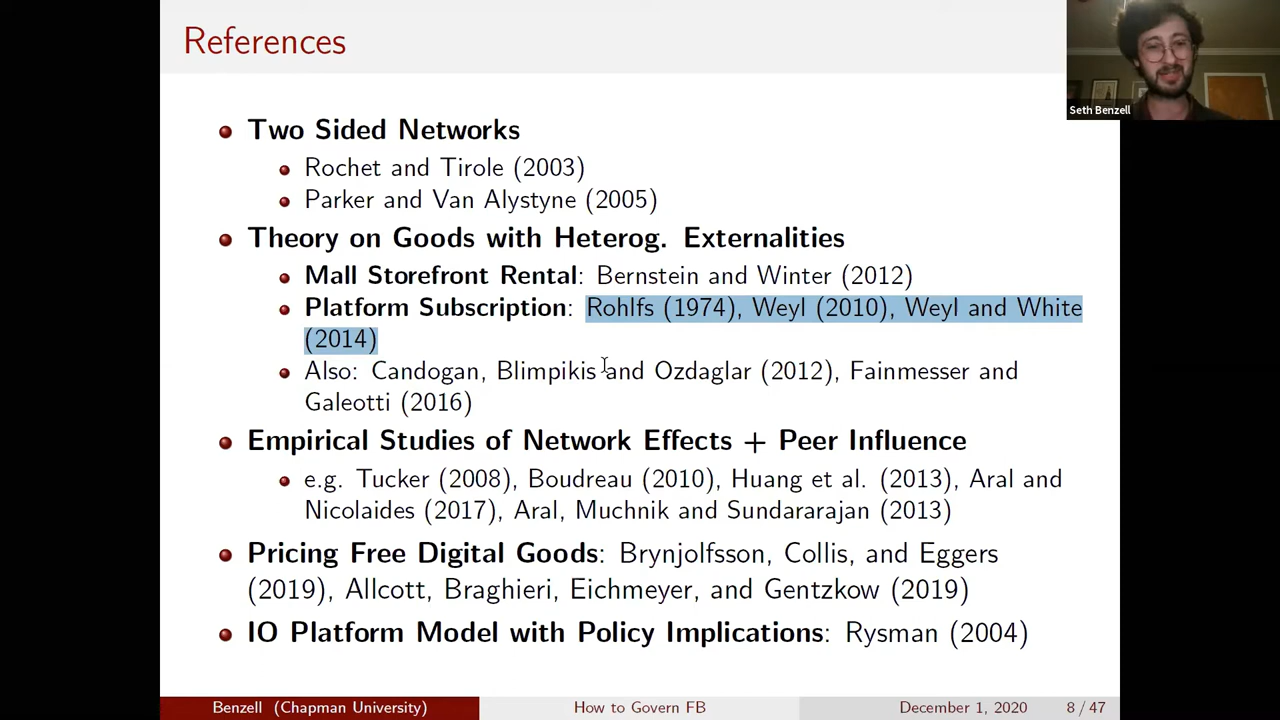 References
Seth Benzell
Two Sided Networks
Rochet and Tirole (2003)
Parker and Van Alystyne (2005)
Theory on Goods with Heterog. Externalities
Mall Storefront Rental: Bernstein and Winter (2012)
Platform Subscription: Rohlfs (1974), Weyl (2010), Weyl and White
(2014)
Also: Candogan, Blimpikis and Ozdaglar (2012), Fainmesser and
Galeotti (2016)
Empirical Studies of Network Effects + Peer Influence
e.g. Tucker (2008), Boudreau (2010), Huang et al. (2013), Aral and
Nicolaides (2017), Aral, Muchnik and Sundararajan (2013)
Pricing Free Digital Goods: Brynjolfsson, Collis, and Eggers
(2019), Allcott, Braghieri, Eichmeyer, and Gentzkow (2019)
IO Platform Model with Policy Implications: Rysman (2004)
Benzell (Chapman University) How to Govern FB December 1, 2020 8 / 47